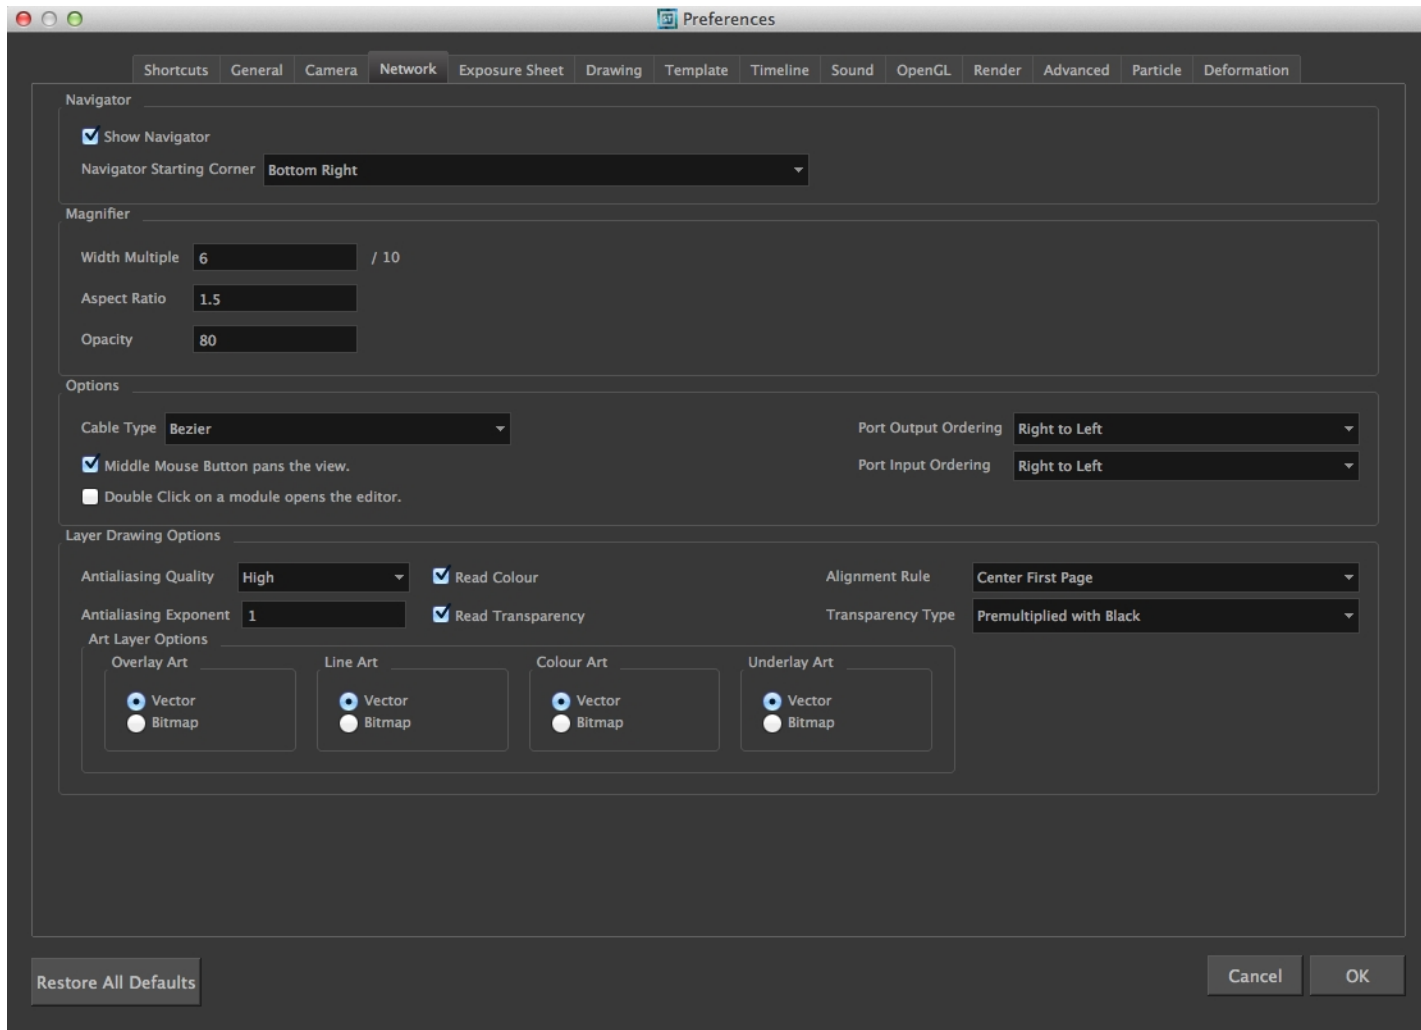 Preferences
Shortcuts General Camera Network Exposure Sheet Drawing Template Timeline Sound OpenGL Render Advanced Particle Deformation
Navigator
Show Navigator
Navigator Starting Corner Bottom Right
Magnifier
Width Multiple 6 / 10
Aspect Ratio 1.5
Opacity 80
Options
Cable Type Bezier Port Output Ordering Right to Left
Middle Mouse Button pans the view. Port Input Ordering Right to Left
Double Click on a module opens the editor.
Layer Drawing Options
Antialiasing Quality High Read Colour Alignment Rule Center First Page
Antialiasing Exponent 1 Read Transparency Transparency Type Premultiplied with Black
Art Layer Options
Overlay Art Line Art Colour Art Underlay Art
Vector Vector Vector Vector
Bitmap Bitmap Bitmap Bitmap
Restore All Defaults Cancel OK